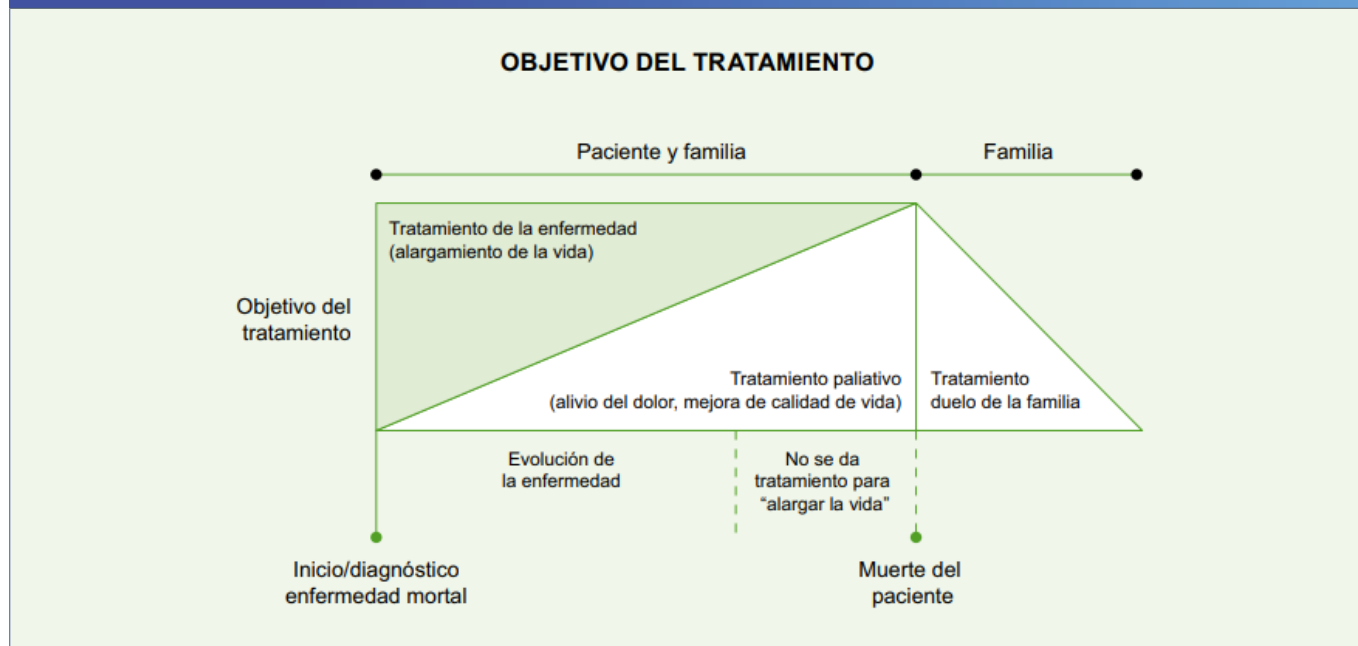 OBJETIVO DEL TRATAMIENTO
Paciente y familia
Familia
Tratamiento de la enfermedad
(alargamiento de la vida)
Objetivo del
tratamiento
Tratamiento paliativo
(alivio del dolor, mejora de calidad de vida)
Tratamiento
duelo de la familia
Evolución de
la enfermedad
No se da
tratamiento para
“alargar la vida”
Inicio/diagnóstico
enfermedad mortal
Muerte del
paciente